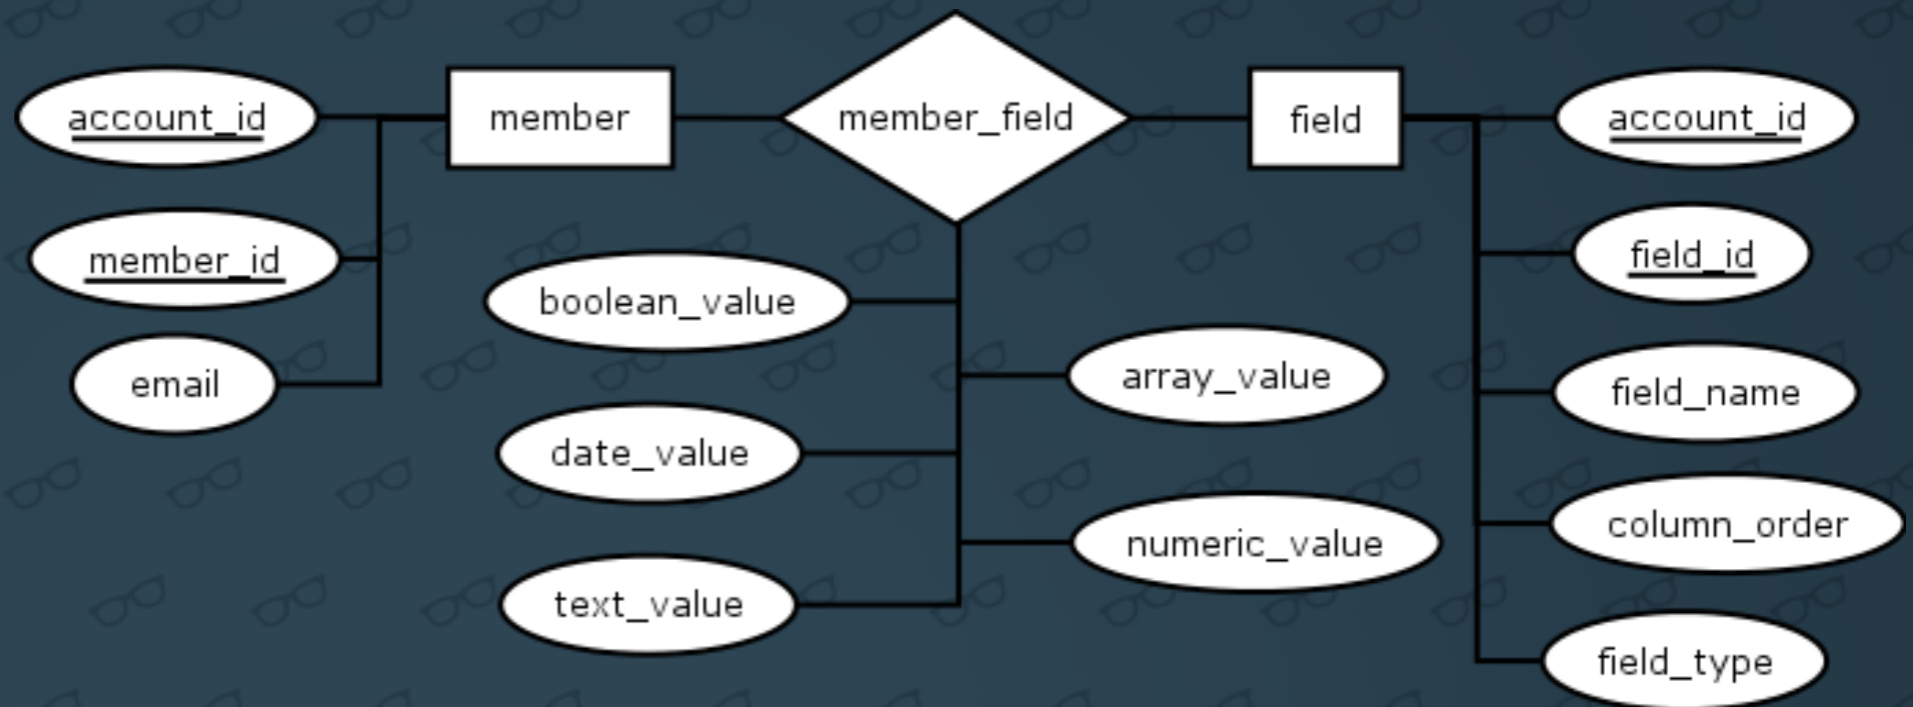 account_id
member_id
email
member
member_field
boolean_value
date_value
text_value
array_value
numeric_value
field
account_id
field_id
field_name
column_order
field_type